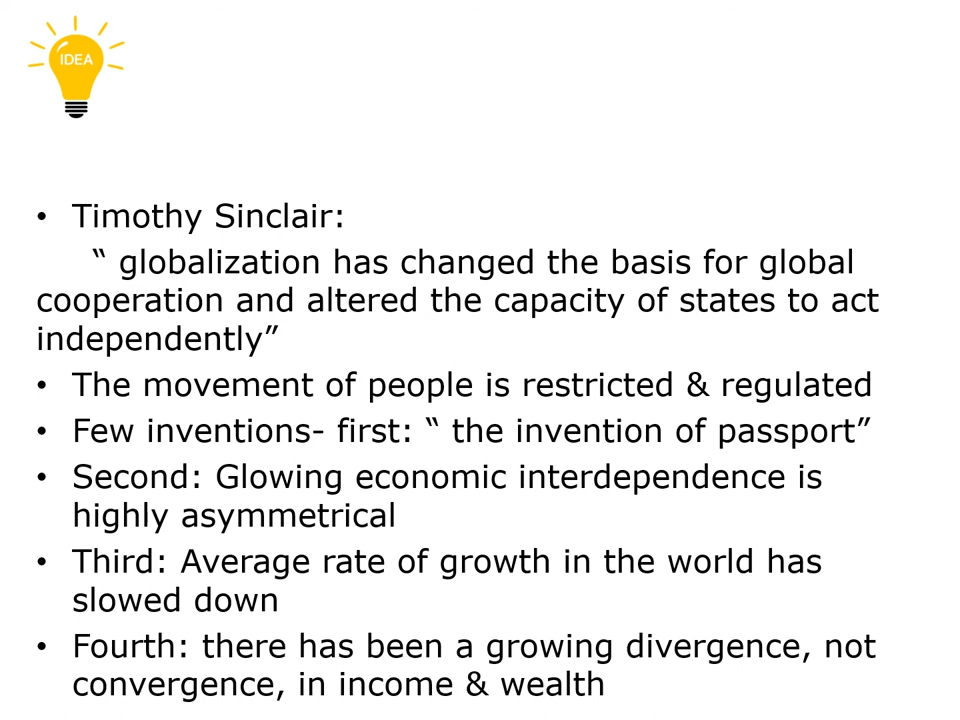 IDEA
• Timothy Sinclair:
“ globalization has changed the basis for global
cooperation and altered the capacity of states to act
independently”
• The movement of people is restricted & regulated
• Few inventions- first: “ the invention of passport”
• Second: Glowing economic interdependence is
highly asymmetrical
• Third: Average rate of growth in the world has
slowed down
• Fourth: there has been a growing divergence, not
convergence, in income & wealth